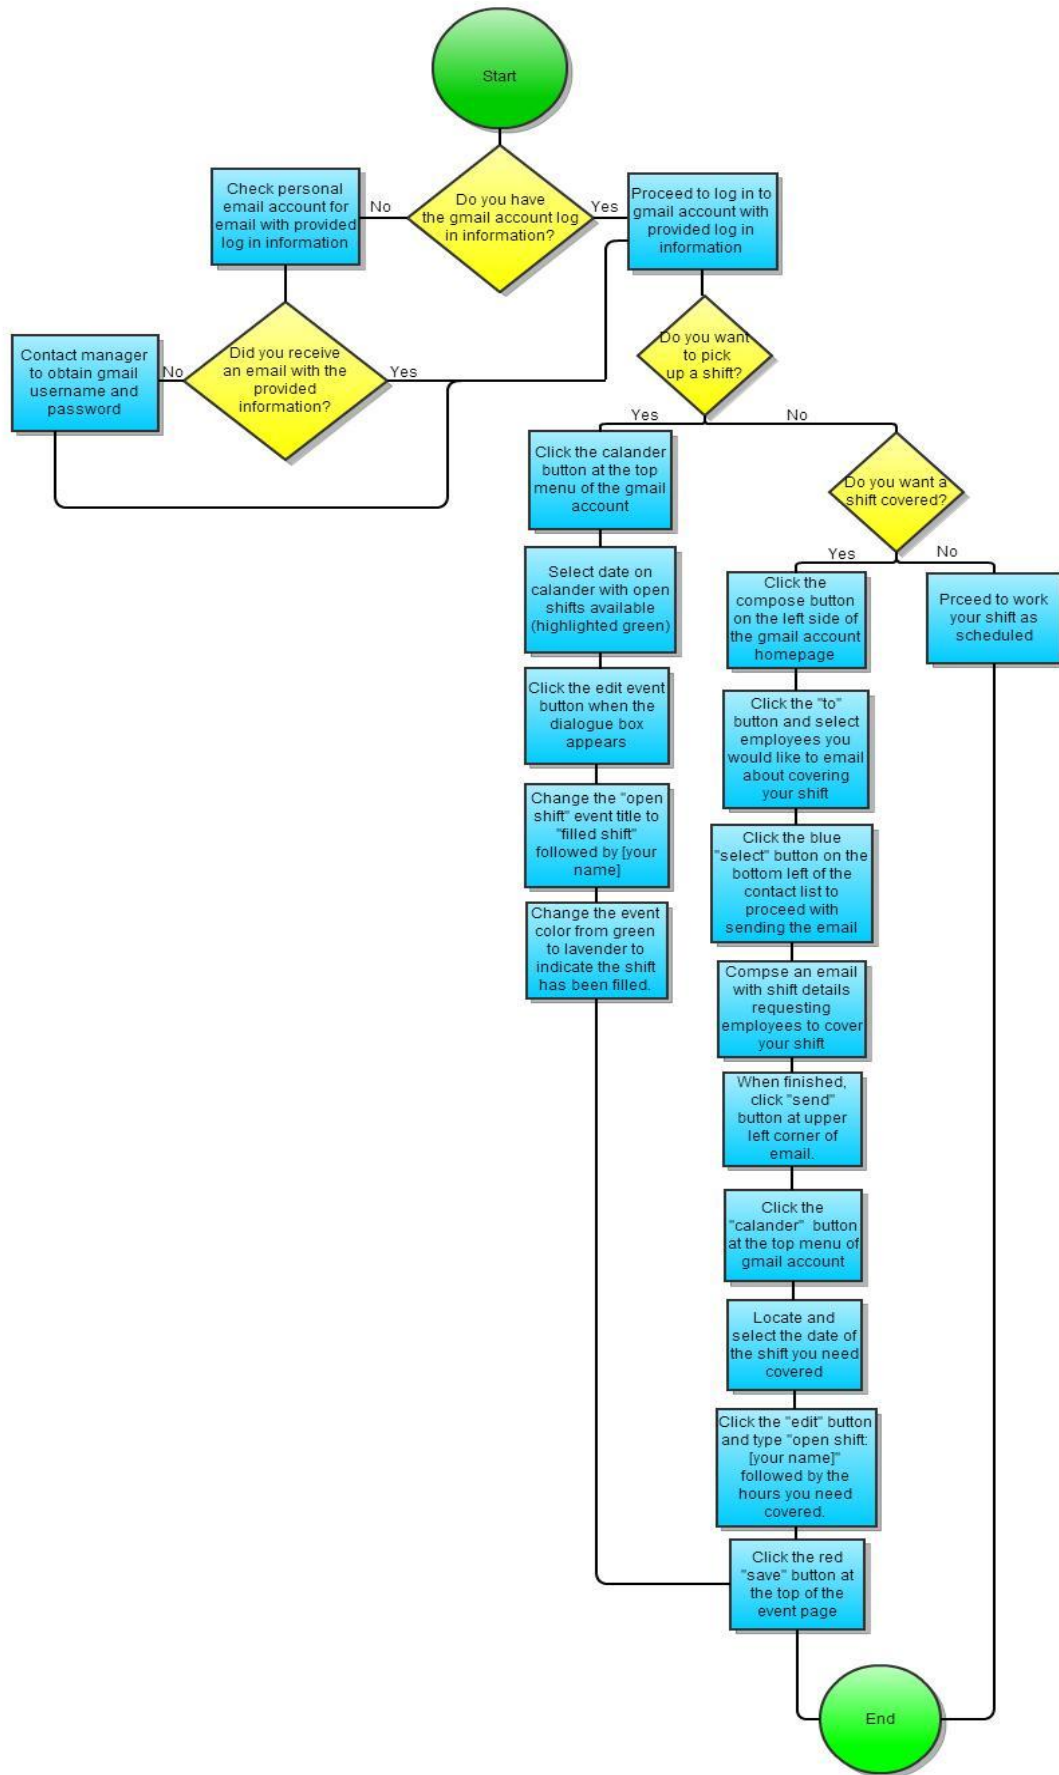 Start
Do you have
the gmail account log
in information?
No
Yes
Check personal
email account for
email with provided
log in information
Proceed to log in to
gmail account with
provided log in
information
Did you receive
an email with the
provided
information?
No
Yes
Contact manager
to obtain gmail
username and
password
Do you want
to pick
up a shift?
Yes
No
Click the calander
button at the top
menu of the gmail
account
Select date on
calander with open
shifts available
(highlighted green)
Click the edit event
button when the
dialogue box
appears
Change the "open
shift" event title to
"filled shift"
followed by [your
name]
Change the event
color from green
to lavender to
indicate the shift
has been filled.
Do you want a
shift covered?
Yes
No
Click the
compose button
on the left side of
the gmail account
homepage
Prceed to work
your shift as
scheduled
Click the "to"
button and select
employees you
would like to email
about covering
your shift
Click the blue
"select" button on the
bottom left of the
contact list to
proceed with
sending the email
Compse an email
with shift details
requesting
employees to cover
your shift
When finished,
click "send"
button at upper
left corner of
email.
Click the
"calander" button
at the top menu of
gmail account
Locate and
select the date of
the shift you need
covered
Click the "edit" button
and type "open shift:
[your name]"
followed by the
hours you need
covered.
Click the red
"save" button at
the top of the
event page
End